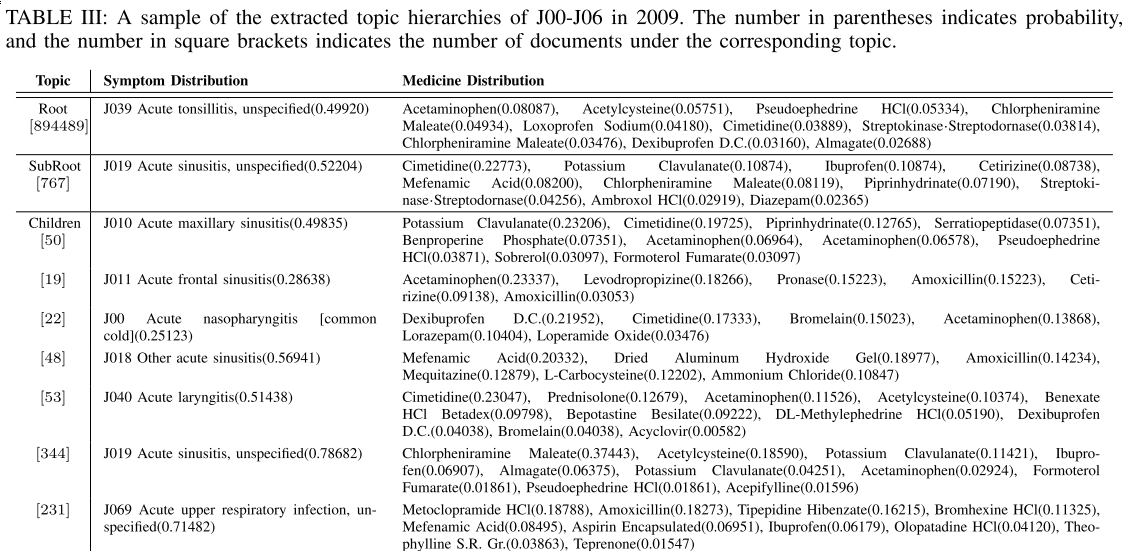 TABLE III: A sample of the extracted topic hierarchies of J00-J06 in 2009. The number in parentheses indicates probability,
and the number in square brackets indicates the number of documents under the corresponding topic.
Topic Symptom Distribution Medicine Distribution
Root J039 Acute tonsillitis, unspecified(0.49920) Acetaminophen(0.08087), Acetylcysteine(0.05751), Pseudoephedrine HCl(0.05334), Chlorpheniramine
[894489] Maleate(0.04934), Loxoprofen Sodium(0.04180), Cimetidine(0.03889), Streptokinase·Streptodornase(0.03814),
Chlorpheniramine Maleate(0.03476), Dexibuprofen D.C.(0.03160), Almagate(0.02688)
SubRoot J019 Acute sinusitis, unspecified(0.52204) Cimetidine(0.22773), Potassium Clavulanate(0.10874), Ibuprofen(0.10874), Cetirizine(0.08738),
[767] Mefenamic Acid(0.08200), Chlorpheniramine Maleate(0.08119), Piprinhydrinate(0.07190), Streptoki-
nase·Streptodornase(0.04256), Ambroxol HCl(0.02919), Diazepam(0.02365)
Children J010 Acute maxillary sinusitis(0.49835) Potassium Clavulanate(0.23206), Cimetidine(0.19725), Piprinhydrinate(0.12765), Serratiopeptidase(0.07351),
[50] Benproperine Phosphate(0.07351), Acetaminophen(0.06964), Acetaminophen(0.06578), Pseudoephedrine
HCl(0.03871), Sobrerol(0.03097), Formoterol Fumarate(0.03097)
[19] J011 Acute frontal sinusitis(0.28638) Acetaminophen(0.23337), Levodropropizine(0.18266), Pronase(0.15223), Amoxicillin(0.15223), Ceti-
rizine(0.09138), Amoxicillin(0.03053)
[22] J00 Acute nasopharyngitis [common Dexibuprofen D.C.(0.21952), Cimetidine(0.17333), Bromelain(0.15023), Acetaminophen(0.13868),
cold](0.25123) Lorazepam(0.10404), Loperamide Oxide(0.03476)
[48] J018 Other acute sinusitis(0.56941) Mefenamic Acid(0.20332), Dried Aluminum Hydroxide Gel(0.18977), Amoxicillin(0.14234),
Mequitazine(0.12879), L-Carbocysteine(0.12202), Ammonium Chloride(0.10847)
[53] J040 Acute laryngitis(0.51438) Cimetidine(0.23047), Prednisolone(0.12679), Acetaminophen(0.11526), Acetylcysteine(0.10374), Benexate
HCl Betadex(0.09798), Bepotastine Besilate(0.09222), DL-Methylephedrine HCl(0.05190), Dexibuprofen
D.C.(0.04038), Bromelain(0.04038), Acyclovir(0.00582)
[344] J019 Acute sinusitis, unspecified(0.78682) Chlorpheniramine Maleate(0.37443), Acetylcysteine(0.18590), Potassium Clavulanate(0.11421), Ibupro-
fen(0.06907), Almagate(0.06375), Potassium Clavulanate(0.04251), Acetaminophen(0.02924), Formoterol
Fumarate(0.01861), Pseudoephedrine HCl(0.01861), Acepifylline(0.01596)
[231] J069 Acute upper respiratory infection, un- Metoclopramide HCl(0.18788), Amoxicillin(0.18273), Tipepidine Hibenzate(0.16215), Bromhexine HCl(0.11325),
specified(0.71482) Mefenamic Acid(0.08495), Aspirin Encapsulated(0.06951), Ibuprofen(0.06179), Olopatadine HCl(0.04120), Theo-
phylline S.R. Gr.(0.03863), Teprenone(0.01547)